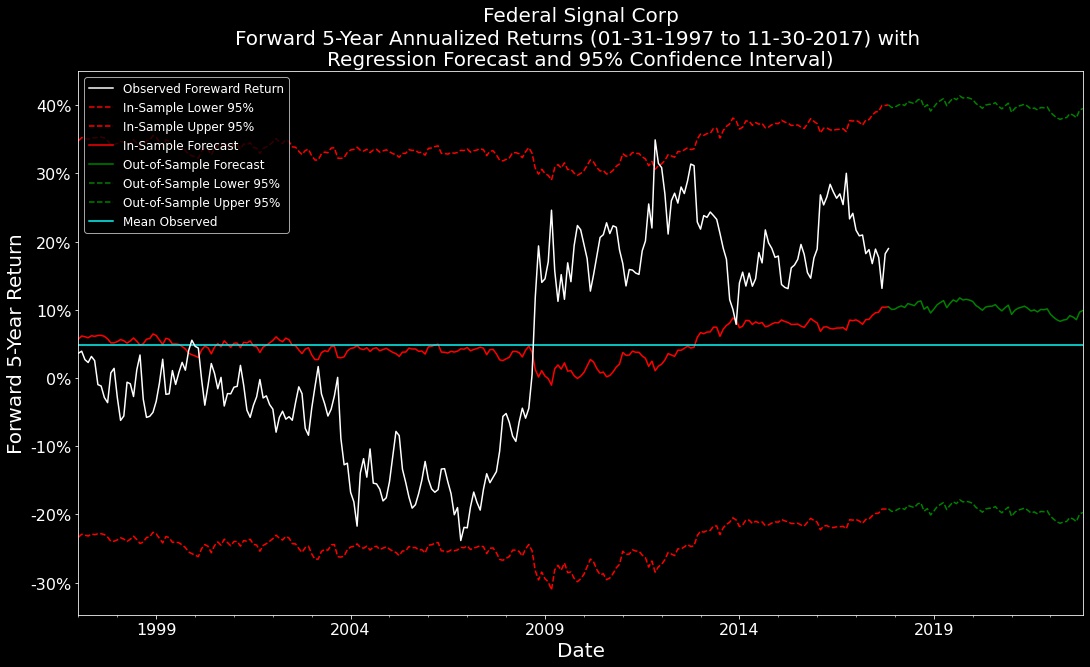 Federal Signal Corp
Forward 5-Year Annualized Returns (01-31-1997 to 11-30-2017) with
Regression Forecast and 95% Confidence Interval)
Observed Foreward Return
In-Sample Lower 95%
In-Sample Upper 95%
In-Sample Forecast
Out-of-Sample Forecast
Out-of-Sample Lower 95%
Out-of-Sample Upper 95%
Mean Observed
Forward 5-Year Return
40%
30%
20%
10%
0%
-10%
-20%
-30%
1999
2004
2009
2014
2019
Date